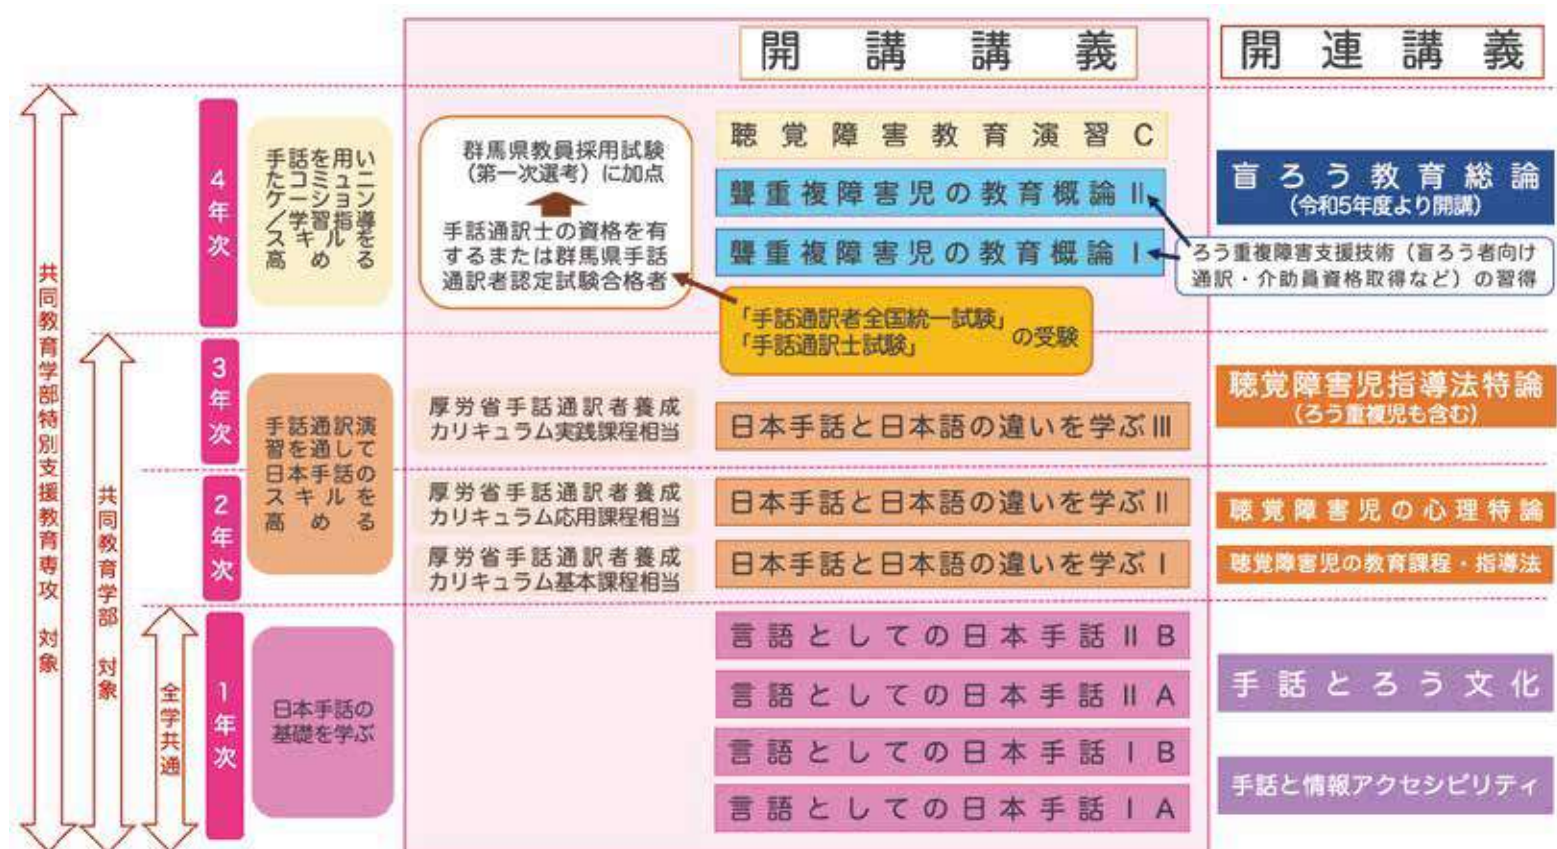 開講講義
開連講義
共同教育学部特別支援教育専攻 対象
共同教育学部 対象
全学共通
4年次
手話を用い
たコミュニ
ケーション
/学習指導
スキルを
高める
群馬県教員採用試験
(第一次選考)に加点
手話通訳士の資格を有
するまたは群馬県手話
通訳者認定試験合格者
聴覚障害教育演習C
聾重複障害児の教育概論II
聾重複障害児の教育概論I
「手話通訳者全国統一試験」
「手話通訳士試験」
の受験
盲ろう教育総論
(令和5年度より開講)
ろう重複障害支援技術(盲ろう者向け
通訳・介助員資格取得など)の習得
3年次
手話通訳演
習を通して
日本手話の
スキルを
高める
厚労省手話通訳者養成
カリキュラム実践課程相当
日本手話と日本語の違いを学ぶIII
聴覚障害児指導法特論
(ろう重複児も含む)
2年次
厚労省手話通訳者養成
カリキュラム応用課程相当
日本手話と日本語の違いを学ぶII
聴覚障害児の心理特論
厚労省手話通訳者養成
カリキュラム基本課程相当
日本手話と日本語の違いを学ぶI
聴覚障害児の教育課程・指導法
1年次
日本手話の
基礎を学ぶ
言語としての日本手話IIB
言語としての日本手話IIA
言語としての日本手話IB
言語としての日本手話IA
手話とろう文化
手話と情報アクセシビリティ